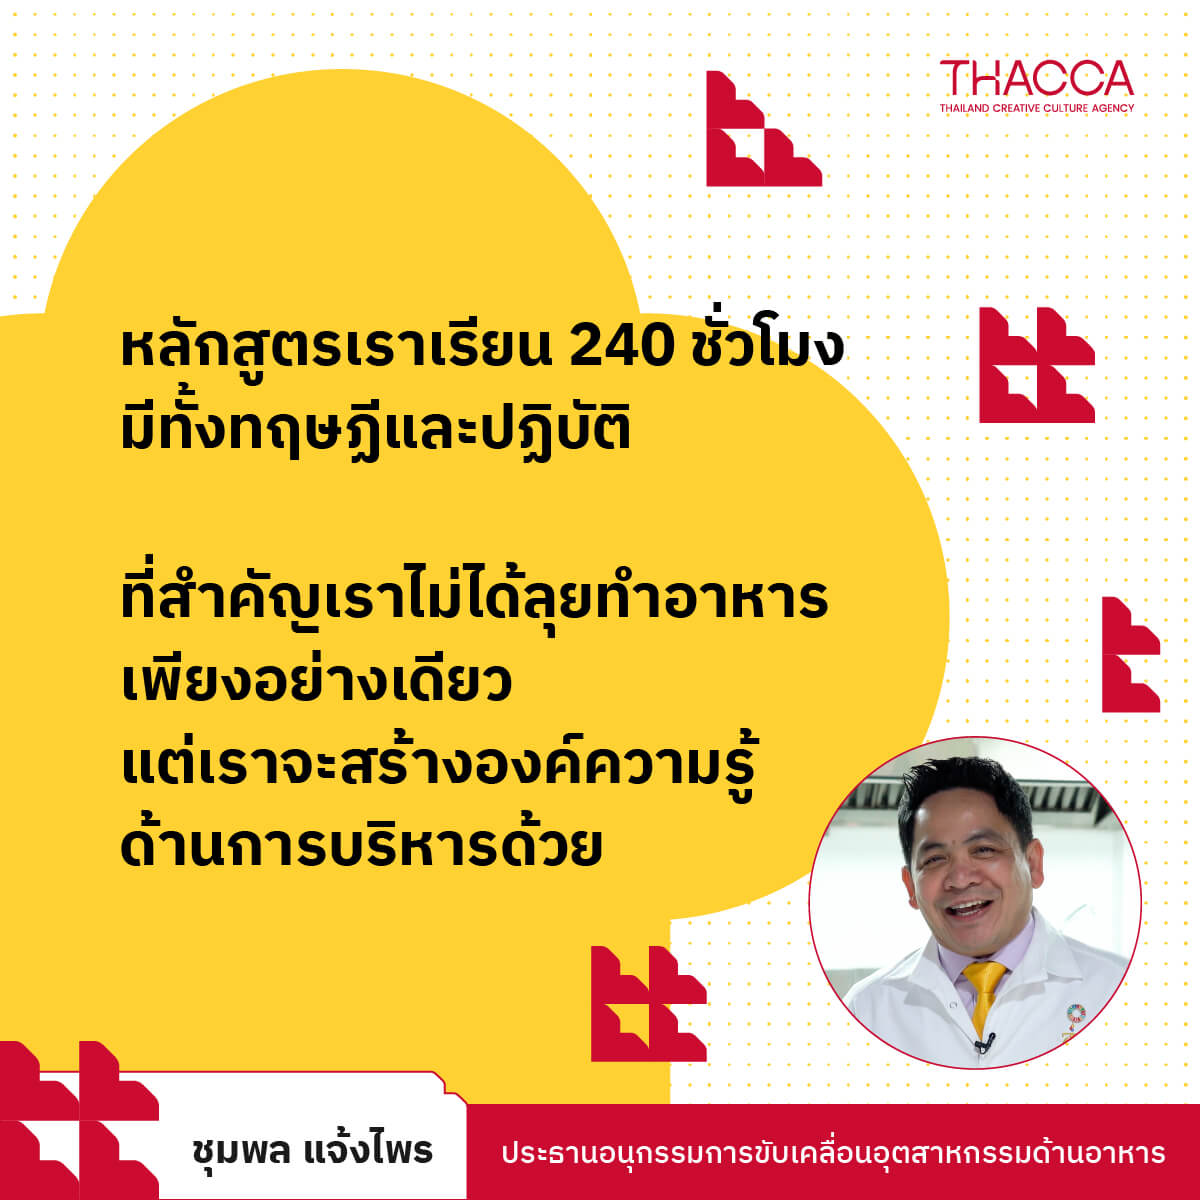 THACCA
THAILAND CREATIVE CULTURE AGENCY
หลักสูตรเราเรียน 240 ชั่วโมง
มีทั้งทฤษฎีและปฏิบัติ
ที่สำคัญเราไม่ได้ลุยทำอาหาร
เพียงอย่างเดียว
แต่เราจะสร้างองค์ความรู้
ด้านการบริหารด้วย
ชุมพล แจ้งไพร
ประธานอนุกรรมการขับเคลื่อนอุตสาหกรรมด้านอาหาร